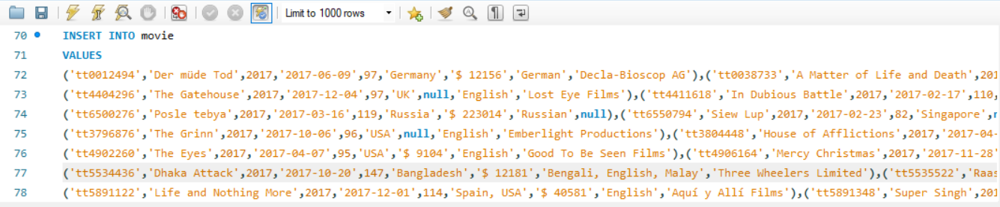 Limit to 1000 rows
70 INSERT INTO movie
71 VALUES
72 ('tt0012494','Der müde Tod',2017,'2017-06-09',97,'Germany','$ 12156','German','Decla-Bioscop AG'),('tt0038733','A Matter of Life and Death',201
73 ('tt4404296','The Gatehouse',2017,'2017-12-04',97,'UK',null,'English','Lost Eye Films'),('tt4411618','In Dubious Battle',2017,'2017-02-17',110,
74 ('tt6500276','Posle tebya',2017,'2017-03-16',119,'Russia','$ 223014','Russian',null),('tt6550794','Siew Lup',2017,'2017-02-23',82,'Singapore',n
75 ('tt3796876','The Grinn',2017,'2017-10-06',96,'USA',null,'English','Emberlight Productions'),('tt3804448','House of Afflictions',2017,'2017-04-
76 ('tt4902260','The Eyes',2017,'2017-04-07',95,'USA','$ 9104','English','Good To Be Seen Films'),('tt4906164','Mercy Christmas',2017,'2017-11-28'
77 ('tt5534436','Dhaka Attack',2017,'2017-10-20',147,'Bangladesh','$ 12181','Bengali, English, Malay','Three Wheelers Limited'),('tt5535522','Raas
78 ('tt5891122','Life and Nothing More',2017,'2017-12-01',114,'Spain, USA','$ 40581','English','Aquí y Allí Films'),('tt5891348','Super Singh',201